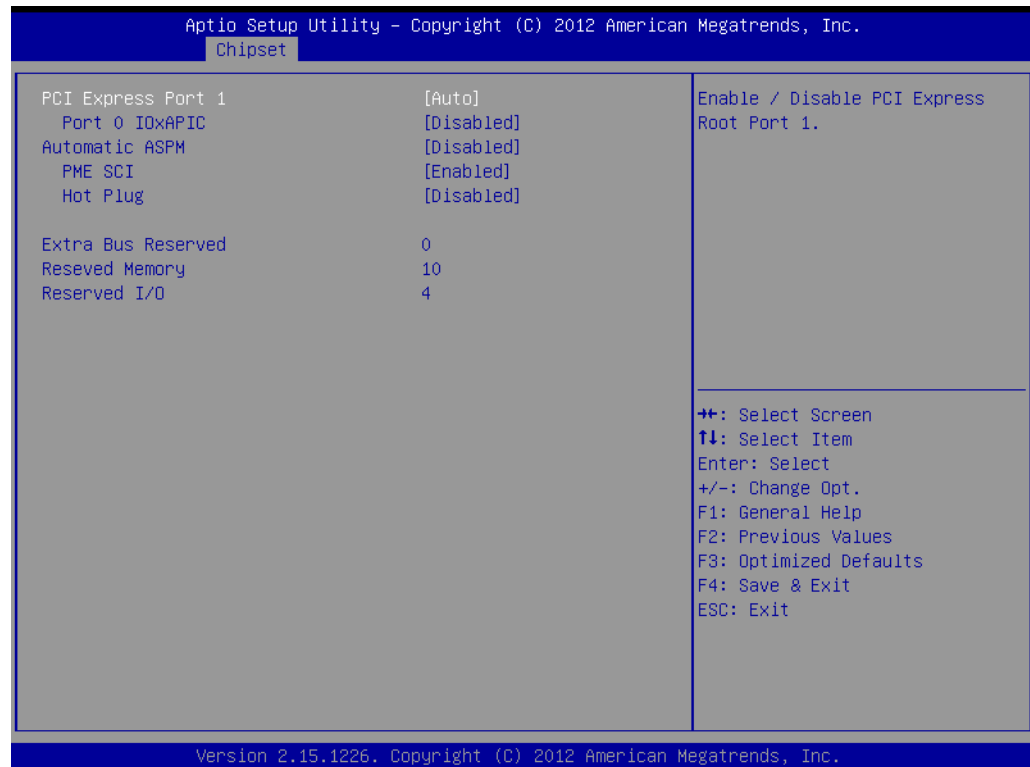 Aptio Setup Utility – Copyright (C) 2012 American Megatrends, Inc.
Chipset
PCI Express Port 1 [Auto]
Port 0 IOxAPIC [Disabled]
Automatic ASPM [Disabled]
PME SCI [Enabled]
Hot Plug [Disabled]
Extra Bus Reserved 0
Reseved Memory 10
Reserved I/O 4
Enable / Disable PCI Express
Root Port 1.
→←: Select Screen
↑↓: Select Item
Enter: Select
+/-: Change Opt.
F1: General Help
F2: Previous Values
F3: Optimized Defaults
F4: Save & Exit
ESC: Exit
Version 2.15.1226. Copyright (C) 2012 American Megatrends, Inc.